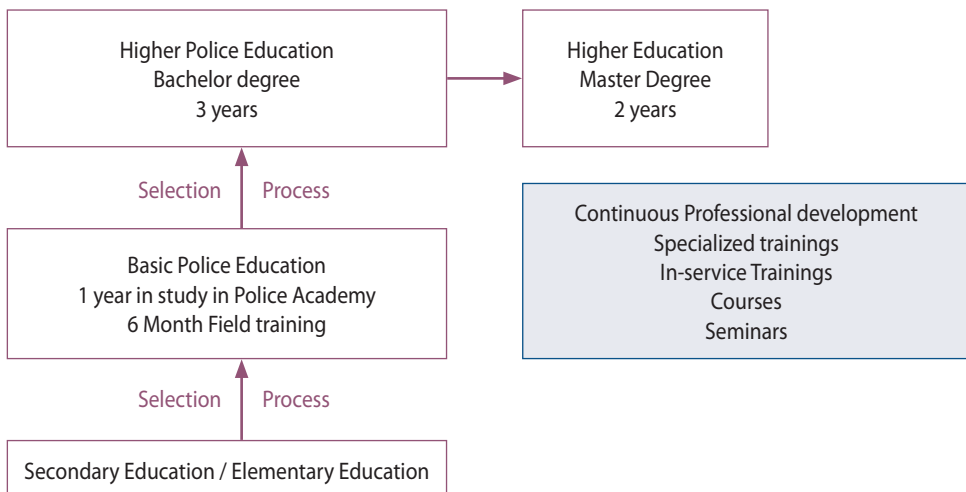 Higher Police Education
Bachelor degree
3 years
Higher Education
Master Degree
2 years
Selection Process
Continuous Professional development
Specialized trainings
In-service Trainings
Courses
Seminars
Basic Police Education
1 year in study in Police Academy
6 Month Field training
Selection Process
Secondary Education / Elementary Education